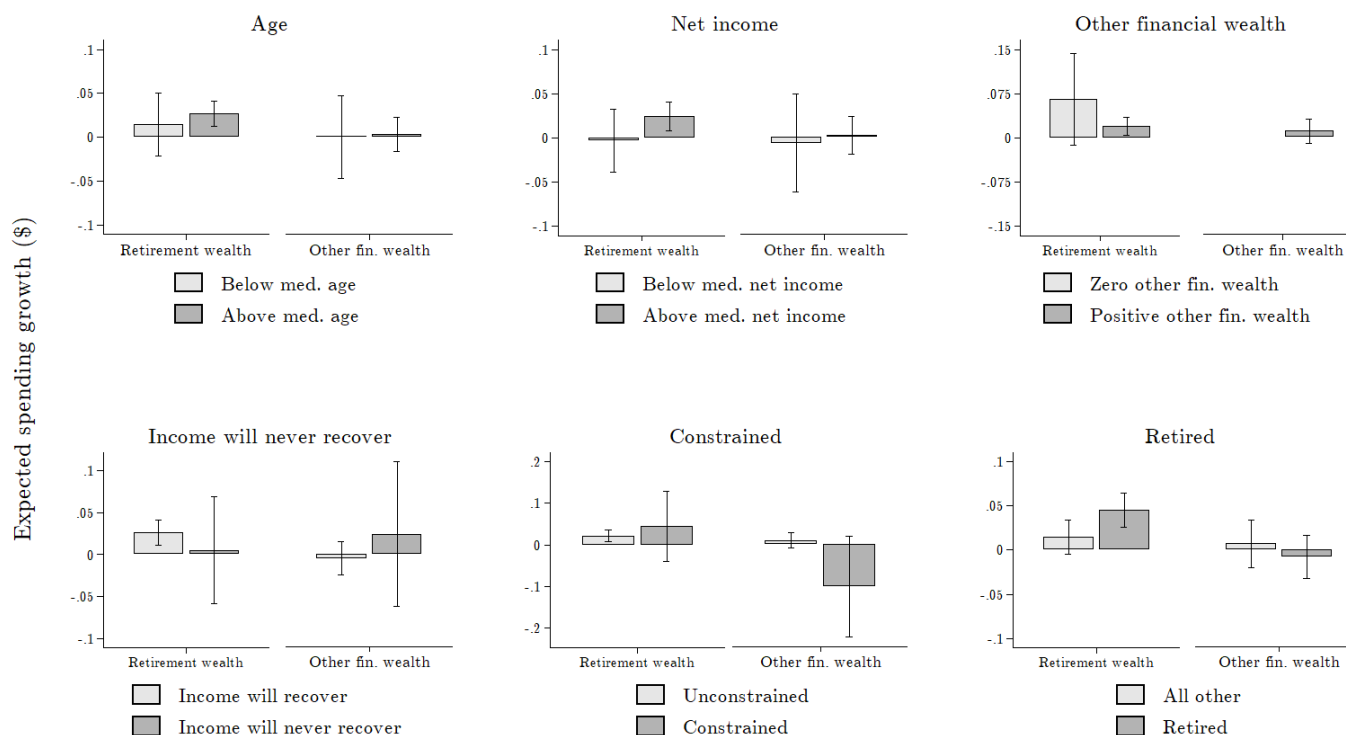 Expected spending growth ($)
Age
.1
.05
0
-.05
-.1
Retirement wealth
Other fin. wealth
Below med. age
Above med. age
Net income
.1
.05
0
-.05
-.1
Retirement wealth
Other fin. wealth
Below med. net income
Above med. net income
Other financial wealth
.15
.075
0
-.075
-.15
Retirement wealth
Other fin. wealth
Zero other fin. wealth
Positive other fin. wealth
Income will never recover
.1
.05
0
-.05
-.1
Retirement wealth
Other fin. wealth
Income will recover
Income will never recover
Constrained
.2
.1
0
-.1
-.2
Retirement wealth
Other fin. wealth
Unconstrained
Constrained
Retired
.1
.05
0
-.05
-.1
Retirement wealth
Other fin. wealth
All other
Retired